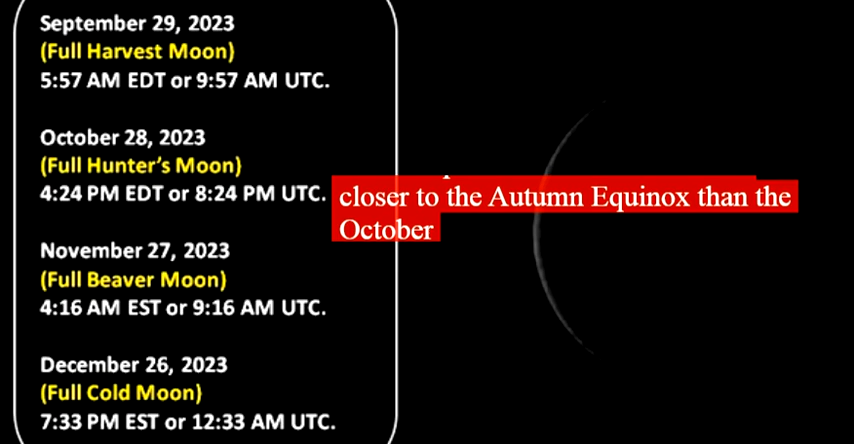 September 29, 2023
(Full Harvest Moon)
5:57 AM EDT or 9:57 AM UTC.
October 28, 2023
(Full Hunter's Moon)
4:24 PM EDT or 8:24 PM UTC.
closer to the Autumn Equinox than the
October
November 27, 2023
(Full Beaver Moon)
4:16 AM EST or 9:16 AM UTC.
December 26, 2023
(Full Cold Moon)
7:33 PM EST or 12:33 AM UTC.